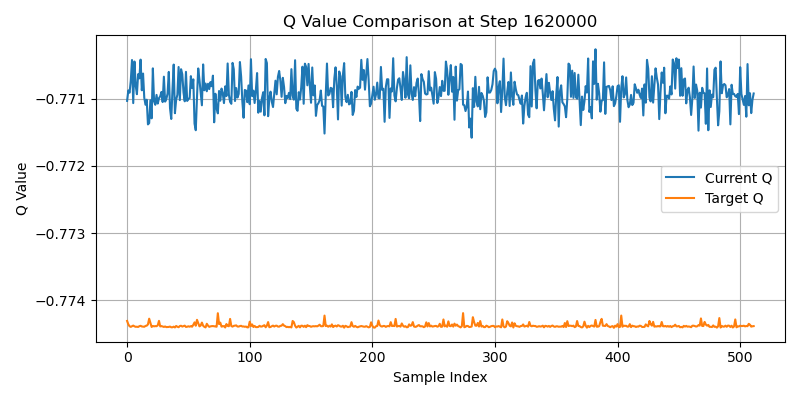 Q Value Comparison at Step 1620000
Q Value
−0.771
−0.772
−0.773
−0.774
Current Q
Target Q
0
100
200
300
400
500
Sample Index